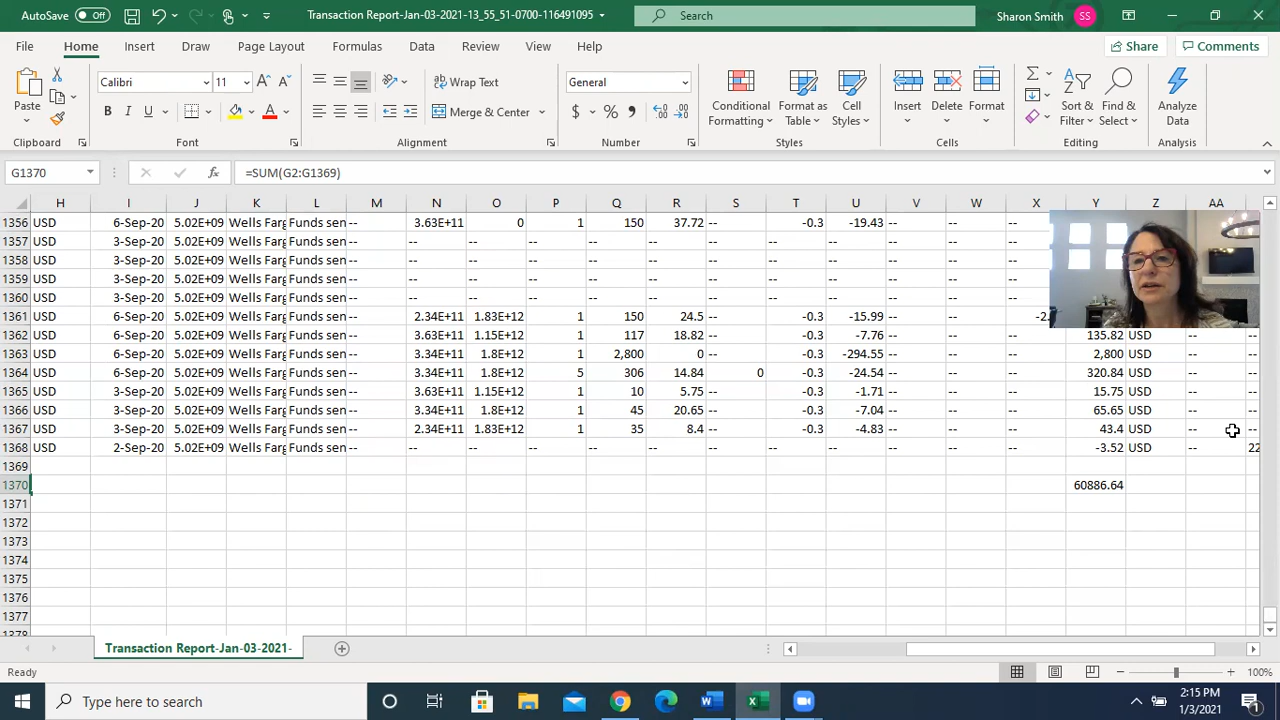 AutoSave Off Transaction Report-Jan-03-2021-13_55_51-0700-116491095 Search Sharon Smith SS
File Home Insert Draw Page Layout Formulas Data Review View Help Share Comments
Paste Calibri 11 Wrap Text General Conditional Formatting Format as Table Cell Styles Insert Delete Format Sort & Filter Find & Select Analyze Data
B I U Merge & Center $ %
Clipboard Font Alignment Number Styles Cells Editing Analysis
G1370 fx =SUM(G2:G1369)
H I J K L M N O P Q R S T U V W X Y Z AA
1356 USD 6-Sep-20 5.02E+09 Wells Farg Funds sen -- 3.63E+11 0 1 150 37.72 -- -0.3 -19.43 -- -- --
1357 USD 3-Sep-20 5.02E+09 Wells Farg Funds sen -- -- -- -- -- -- -- -- -- -- -- --
1358 USD 3-Sep-20 5.02E+09 Wells Farg Funds sen -- -- -- -- -- -- -- -- -- -- -- --
1359 USD 3-Sep-20 5.02E+09 Wells Farg Funds sen -- -- -- -- -- -- -- -- -- -- -- --
1360 USD 3-Sep-20 5.02E+09 Wells Farg Funds sen -- -- -- -- -- -- -- -- -- -- -- --
1361 USD 6-Sep-20 5.02E+09 Wells Farg Funds sen -- 2.34E+11 1.83E+12 1 150 24.5 -- -0.3 -15.99 -- -- -2.
1362 USD 6-Sep-20 5.02E+09 Wells Farg Funds sen -- 3.63E+11 1.15E+12 1 117 18.82 -- -0.3 -7.76 -- -- -- 135.82 USD -- --
1363 USD 6-Sep-20 5.02E+09 Wells Farg Funds sen -- 3.34E+11 1.8E+12 1 2,800 0 -- -0.3 -294.55 -- -- -- 2,800 USD -- --
1364 USD 6-Sep-20 5.02E+09 Wells Farg Funds sen -- 3.34E+11 1.8E+12 5 306 14.84 0 -0.3 -24.54 -- -- -- 320.84 USD -- --
1365 USD 3-Sep-20 5.02E+09 Wells Farg Funds sen -- 3.63E+11 1.15E+12 1 10 5.75 -- -0.3 -1.71 -- -- -- 15.75 USD -- --
1366 USD 3-Sep-20 5.02E+09 Wells Farg Funds sen -- 3.34E+11 1.8E+12 1 45 20.65 -- -0.3 -7.04 -- -- -- 65.65 USD -- --
1367 USD 3-Sep-20 5.02E+09 Wells Farg Funds sen -- 2.34E+11 1.83E+12 1 35 8.4 -- -0.3 -4.83 -- -- -- 43.4 USD -- --
1368 USD 2-Sep-20 5.02E+09 Wells Farg Funds sen -- -- -- -- -- -- -- -- -- -- -- -- -3.52 USD -- 22
1369
1370 60886.64
1371
1372
1373
1374
1375
1376
1377
1378
Transaction Report-Jan-03-2021-
Ready 100%
Type here to search 2:15 PM
1/3/2021